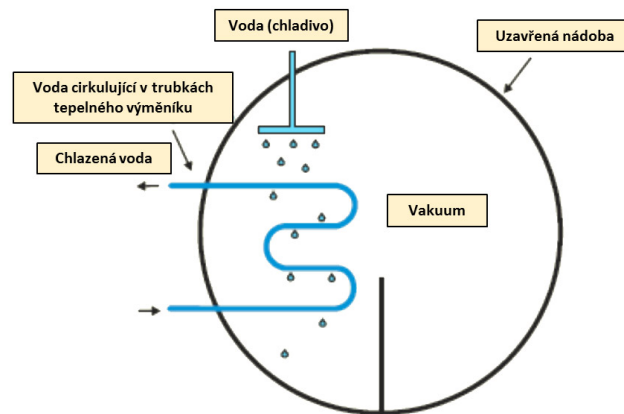 Voda (chladivo)
Uzavřená nádoba
Voda cirkulující v trubkách
tepelného výměníku
Chlazená voda
Vakuum